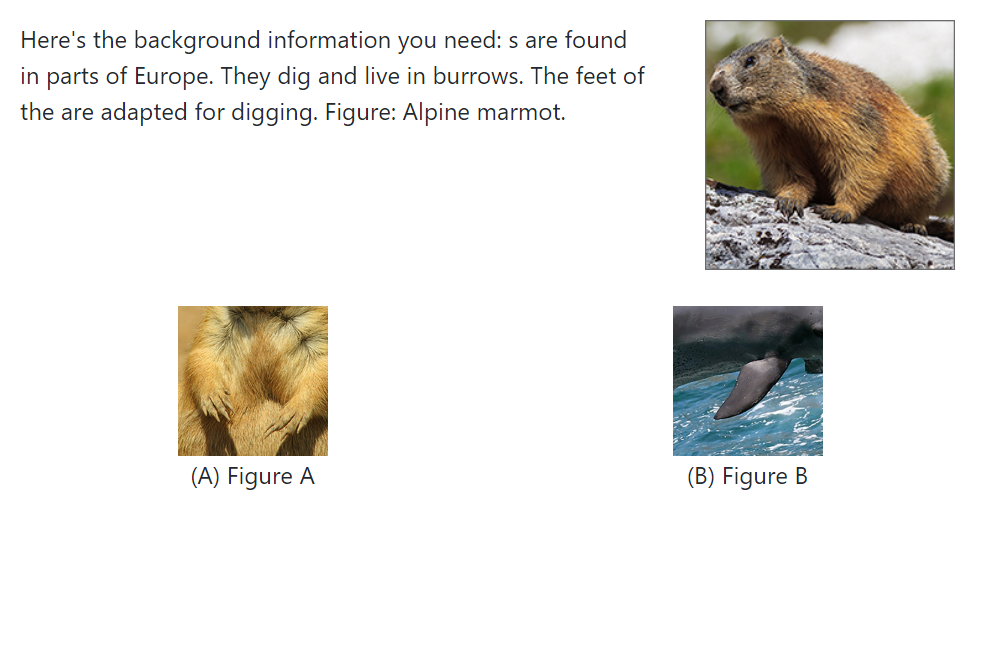 Here's the background information you need: s are found
in parts of Europe. They dig and live in burrows. The feet of
the are adapted for digging. Figure: Alpine marmot.
(A) Figure A
(B) Figure B